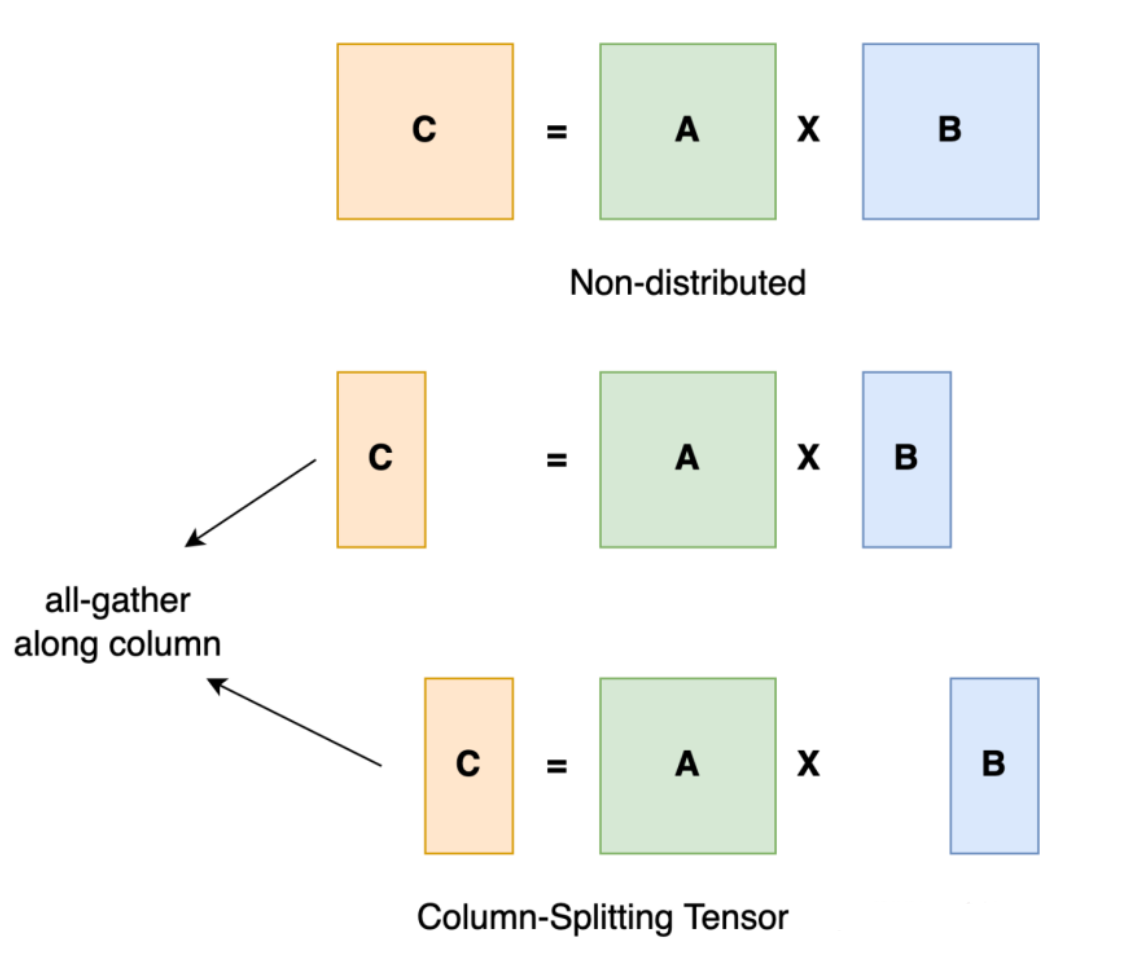 C = A X B
Non-distributed
C = A X B
all-gather
along column
C = A X B
Column-Splitting Tensor